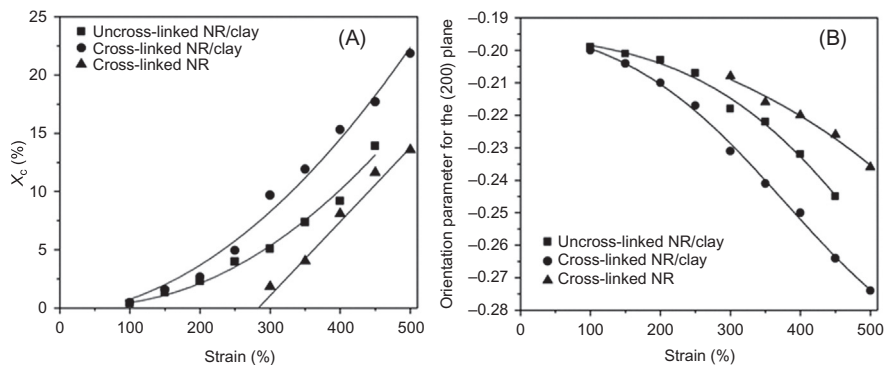 25
20
15
10
5
0
X_c (%)
(A)
Uncross-linked NR/clay
Cross-linked NR/clay
Cross-linked NR
0 100 200 300 400 500
Strain (%)
−0.19
−0.20
−0.21
−0.22
−0.23
−0.24
−0.25
−0.26
−0.27
−0.28
Orientation parameter for the (200) plane
(B)
Uncross-linked NR/clay
Cross-linked NR/clay
Cross-linked NR
0 100 200 300 400 500
Strain (%)